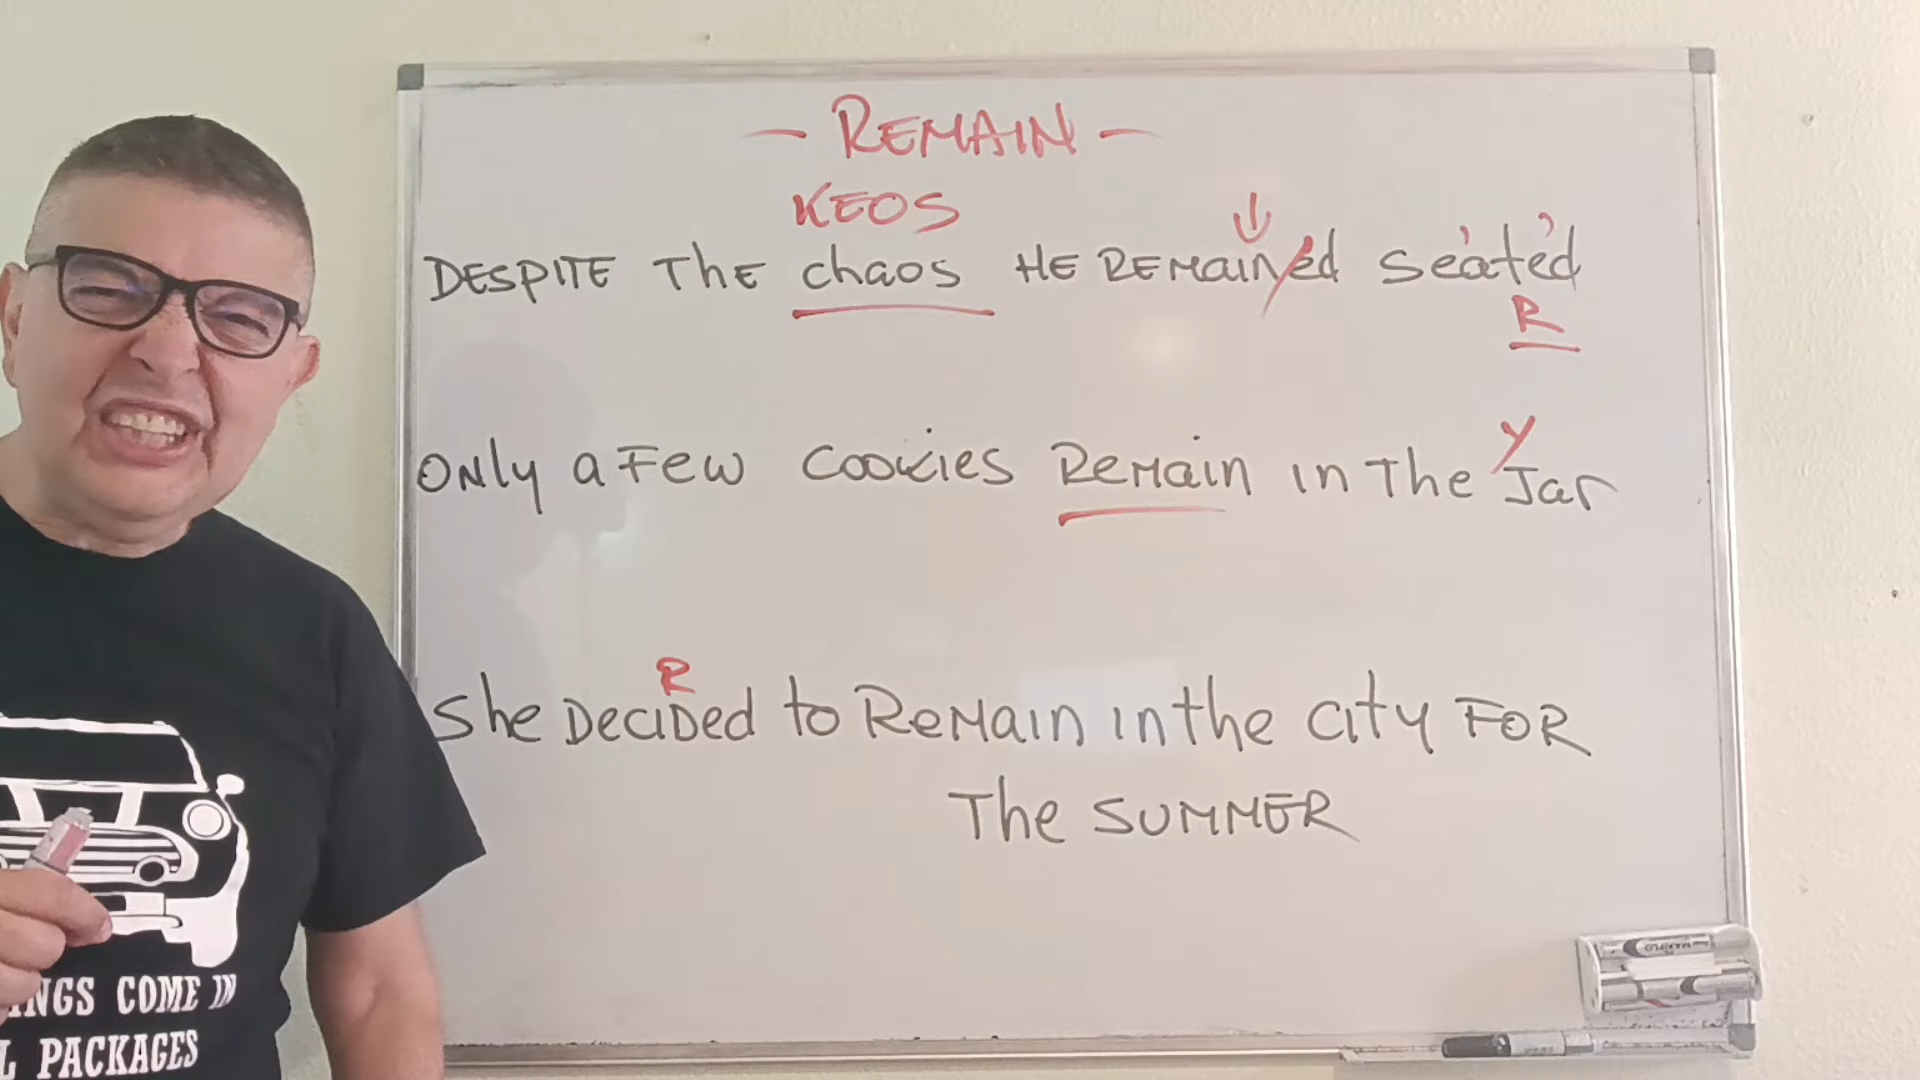 - REMAIN -
KEOS
DESPITE The chaos HE REMained seated
R
Y
ONly a Few cookies Remain in The Jar
R
She DeciDed to ReMain in the city FOR
The SUMMER
INGS COME IN
L PACKAGES